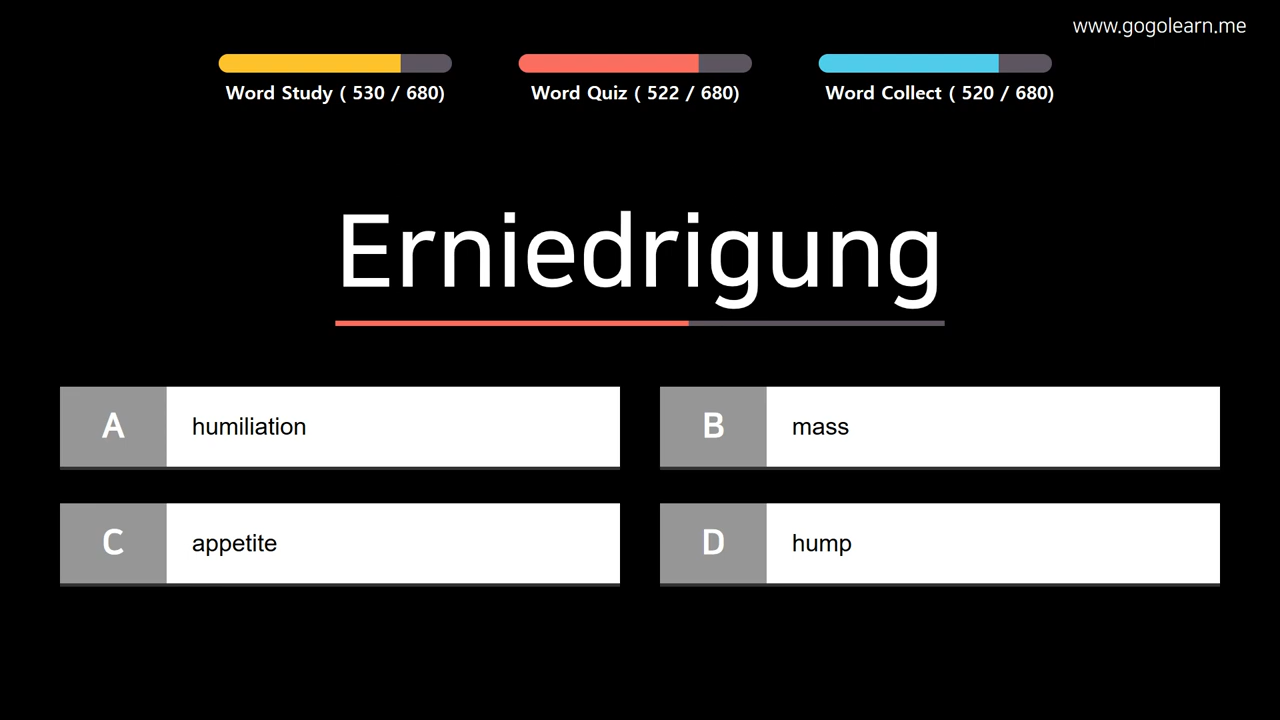 www.gogolearn.me
Word Study ( 530 / 680)
Word Quiz ( 522 / 680)
Word Collect ( 520 / 680)
Erniedrigung
A humiliation
B mass
C appetite
D hump